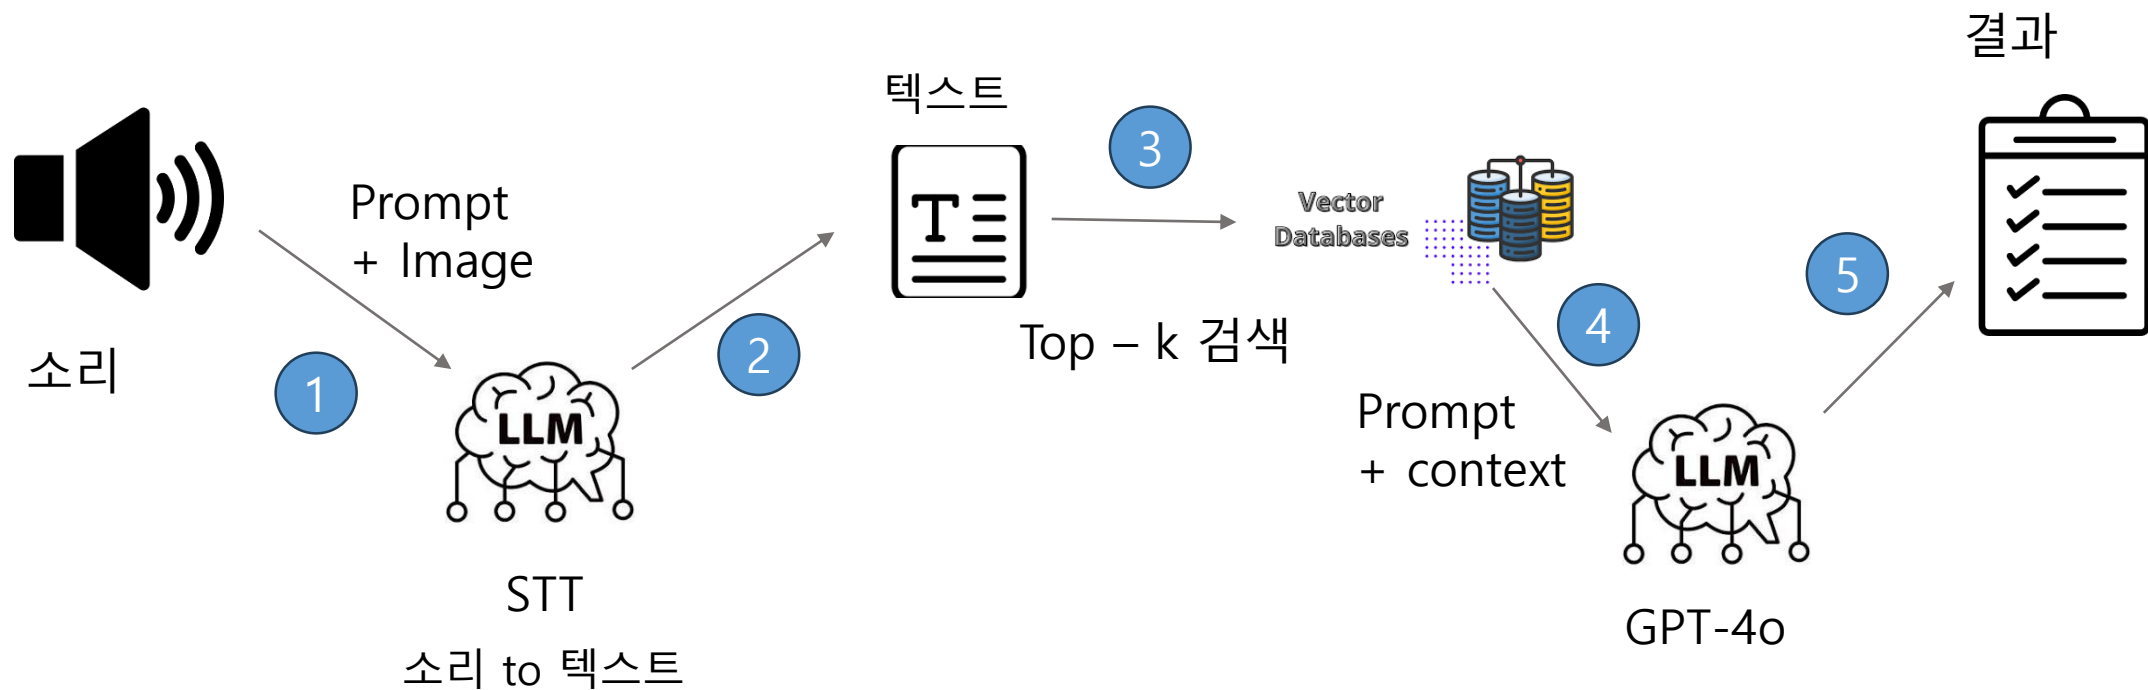 소리
1
Prompt
+ Image
LLM
STT
소리 to 텍스트
2
텍스트
T
3
Top – k 검색
Vector
Databases
4
Prompt
+ context
LLM
GPT-4o
5
결과